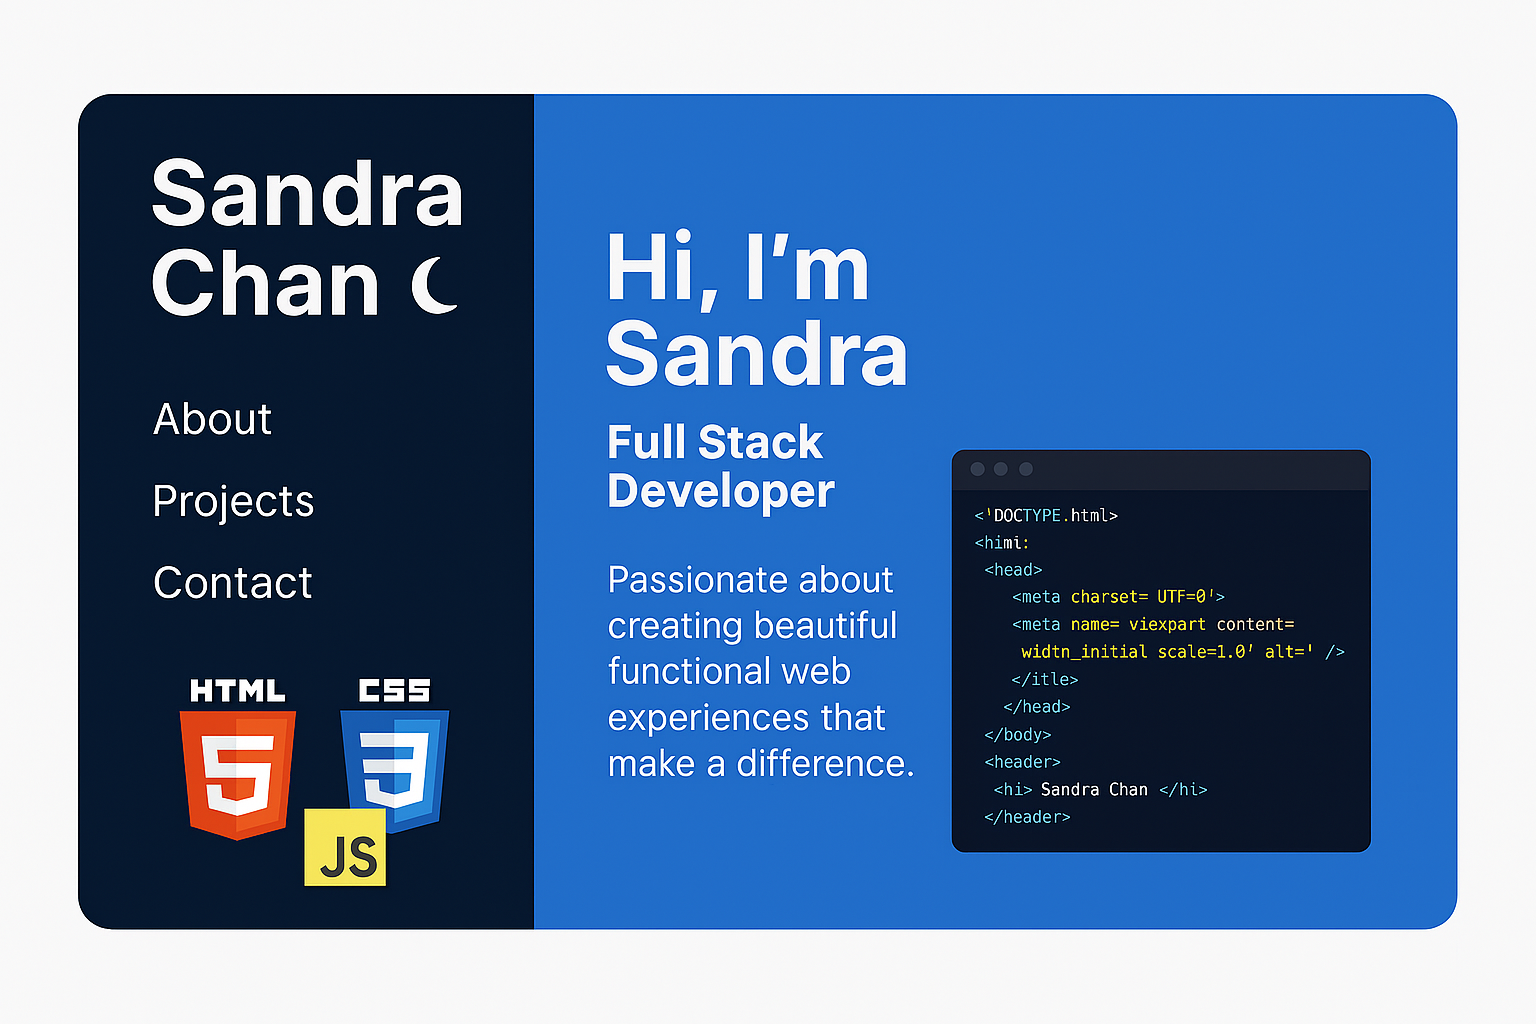 Sandra
Chan
About
Projects
Contact
HTML
5
CSS
3
JS
Hi, I’m
Sandra
Full Stack
Developer
Passionate about
creating beautiful
functional web
experiences that
make a difference.
<'DOCTYPE.html>
<himi:
<head>
<meta charset= UTF=0'>
<meta name= viexpart content=
widtn_initial scale=1.0' alt=' />
</itle>
</head>
</body>
<header>
<hi> Sandra Chan </hi>
</header>